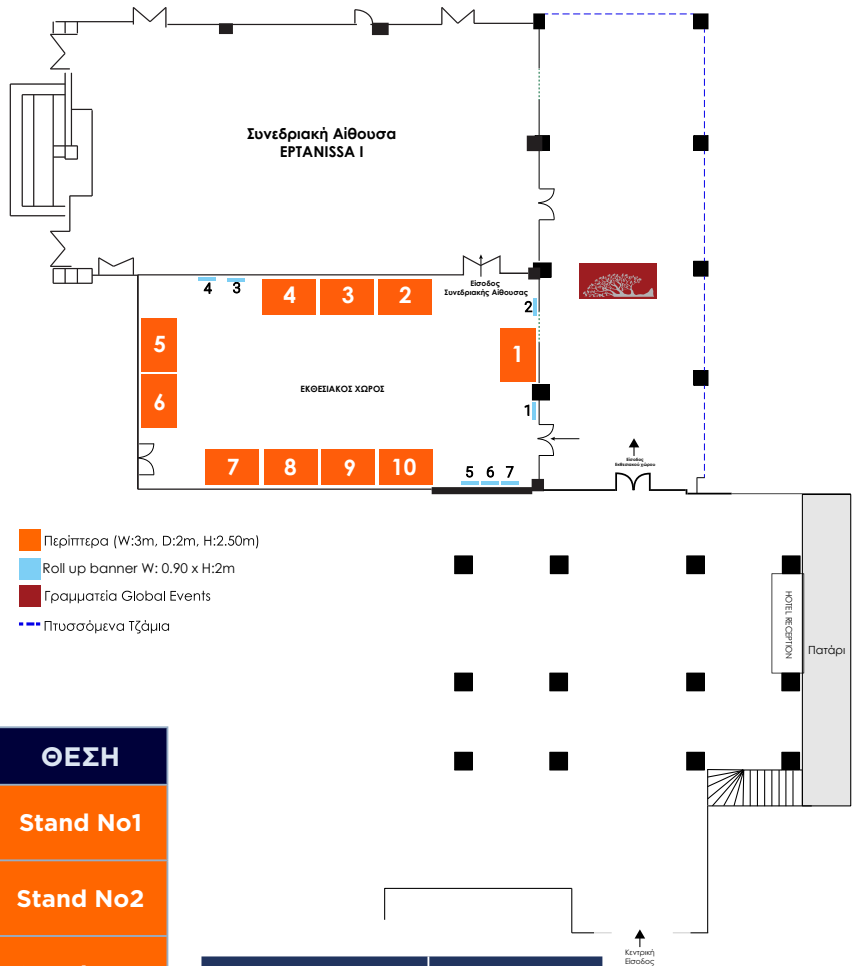 Συνεδριακή Αίθουσα
EPTANISSA I
Είσοδος
Συνεδριακής Αίθουσας
4
3
4
3
2
2
5
1
ΕΚΘΕΣΙΑΚΟΣ ΧΩΡΟΣ
6
1
Είσοδος
Εκθεσιακού χώρου
7
8
9
10
5
6
7
Περίπτερα (W:3m, D:2m, H:2.50m)
Roll up banner W: 0.90 x H:2m
Γραμματεία Global Events
Πτυσσόμενα Τζάμια
HOTEL RECEPTION
Πατάρι
ΘΕΣΗ
Stand No1
Stand No2
Κεντρική
Είσοδος